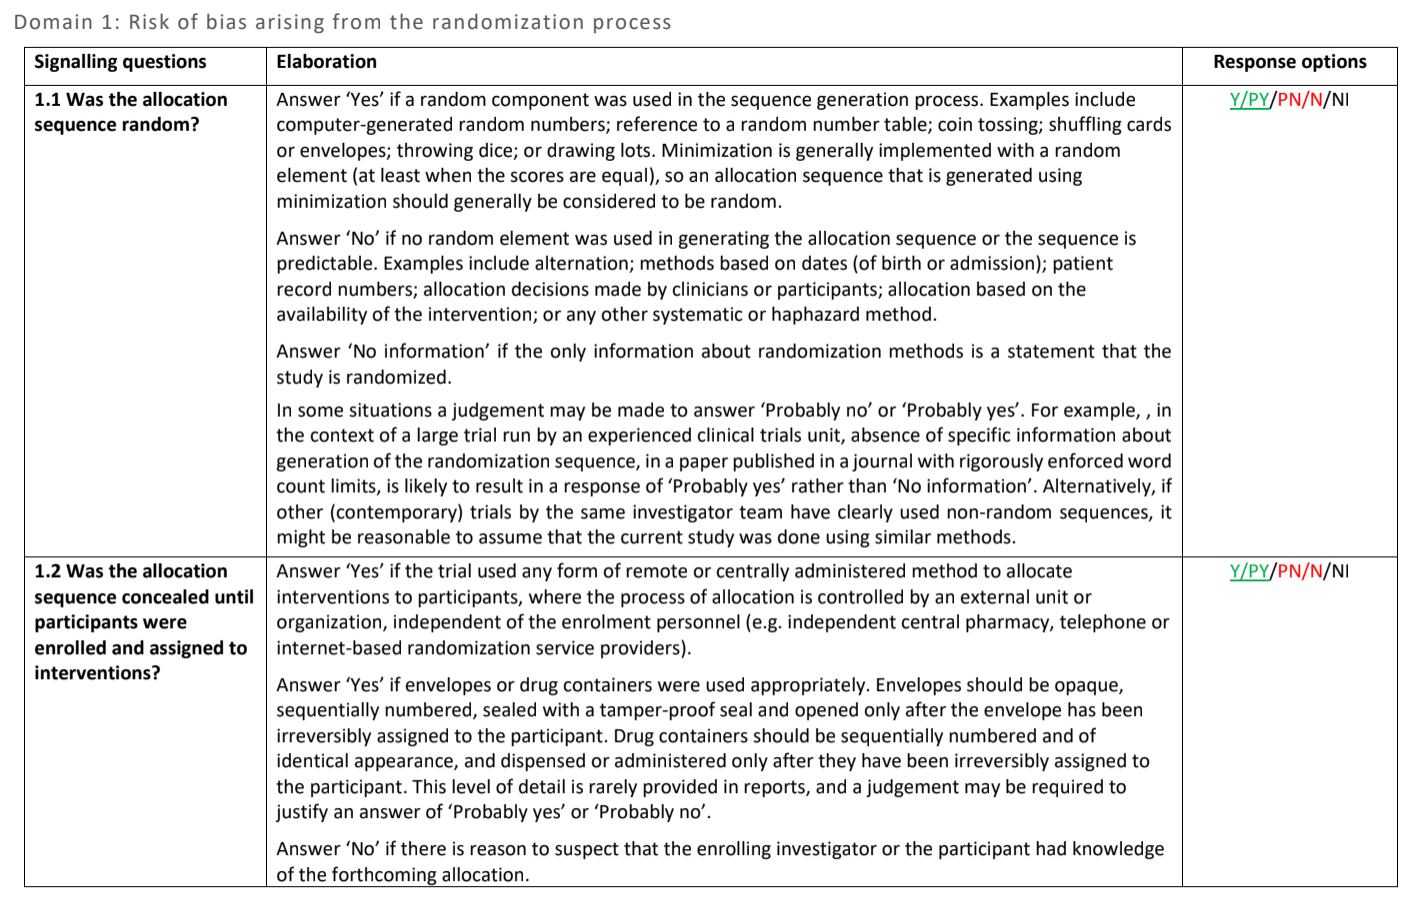 Domain 1: Risk of bias arising from the randomization process
Signalling questions
Elaboration
Response options
1.1 Was the allocation
sequence random?
Answer ‘Yes’ if a random component was used in the sequence generation process. Examples include
computer-generated random numbers; reference to a random number table; coin tossing; shuffling cards
or envelopes; throwing dice; or drawing lots. Minimization is generally implemented with a random
element (at least when the scores are equal), so an allocation sequence that is generated using
minimization should generally be considered to be random.
Answer ‘No’ if no random element was used in generating the allocation sequence or the sequence is
predictable. Examples include alternation; methods based on dates (of birth or admission); patient
record numbers; allocation decisions made by clinicians or participants; allocation based on the
availability of the intervention; or any other systematic or haphazard method.
Answer ‘No information’ if the only information about randomization methods is a statement that the
study is randomized.
In some situations a judgement may be made to answer ‘Probably no’ or ‘Probably yes’. For example, , in
the context of a large trial run by an experienced clinical trials unit, absence of specific information about
generation of the randomization sequence, in a paper published in a journal with rigorously enforced word
count limits, is likely to result in a response of ‘Probably yes’ rather than ‘No information’. Alternatively, if
other (contemporary) trials by the same investigator team have clearly used non-random sequences, it
might be reasonable to assume that the current study was done using similar methods.
Y/PY/PN/N/NI
1.2 Was the allocation
sequence concealed until
participants were
enrolled and assigned to
interventions?
Answer ‘Yes’ if the trial used any form of remote or centrally administered method to allocate
interventions to participants, where the process of allocation is controlled by an external unit or
organization, independent of the enrolment personnel (e.g. independent central pharmacy, telephone or
internet-based randomization service providers).
Answer ‘Yes’ if envelopes or drug containers were used appropriately. Envelopes should be opaque,
sequentially numbered, sealed with a tamper-proof seal and opened only after the envelope has been
irreversibly assigned to the participant. Drug containers should be sequentially numbered and of
identical appearance, and dispensed or administered only after they have been irreversibly assigned to
the participant. This level of detail is rarely provided in reports, and a judgement may be required to
justify an answer of ‘Probably yes’ or ‘Probably no’.
Answer ‘No’ if there is reason to suspect that the enrolling investigator or the participant had knowledge
of the forthcoming allocation.
Y/PY/PN/N/NI